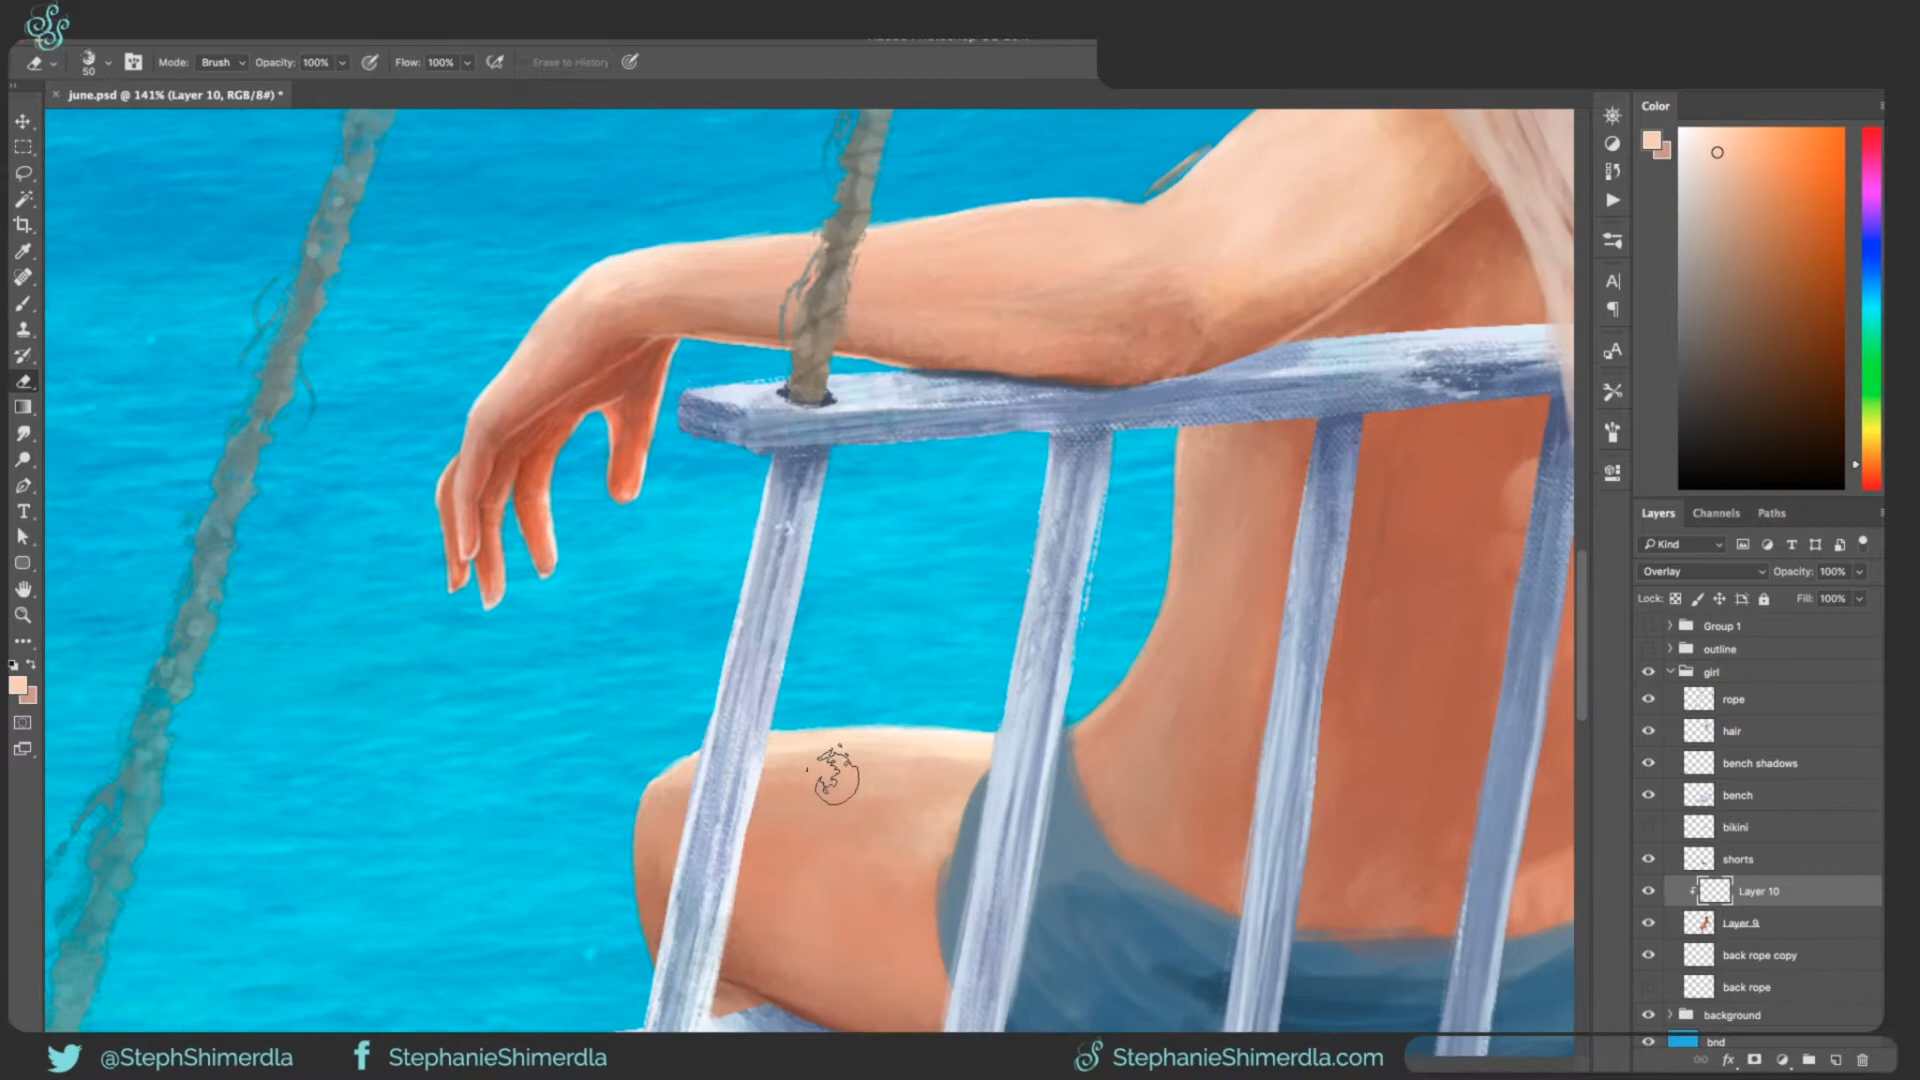 50
Mode: Brush Opacity: 100% Flow: 100% Erase to History
june.psd @ 141% (Layer 10, RGB/8#) *
Color
Layers Channels Paths
Kind
Overlay Opacity: 100%
Lock: Fill: 100%
Group 1
outline
girl
rope
hair
bench shadows
bench
bikini
shorts
Layer 10
Layer 9
back rope copy
back rope
background
bnd
fx
@StephShimerdla StephanieShimerdla StephanieShimerdla.com